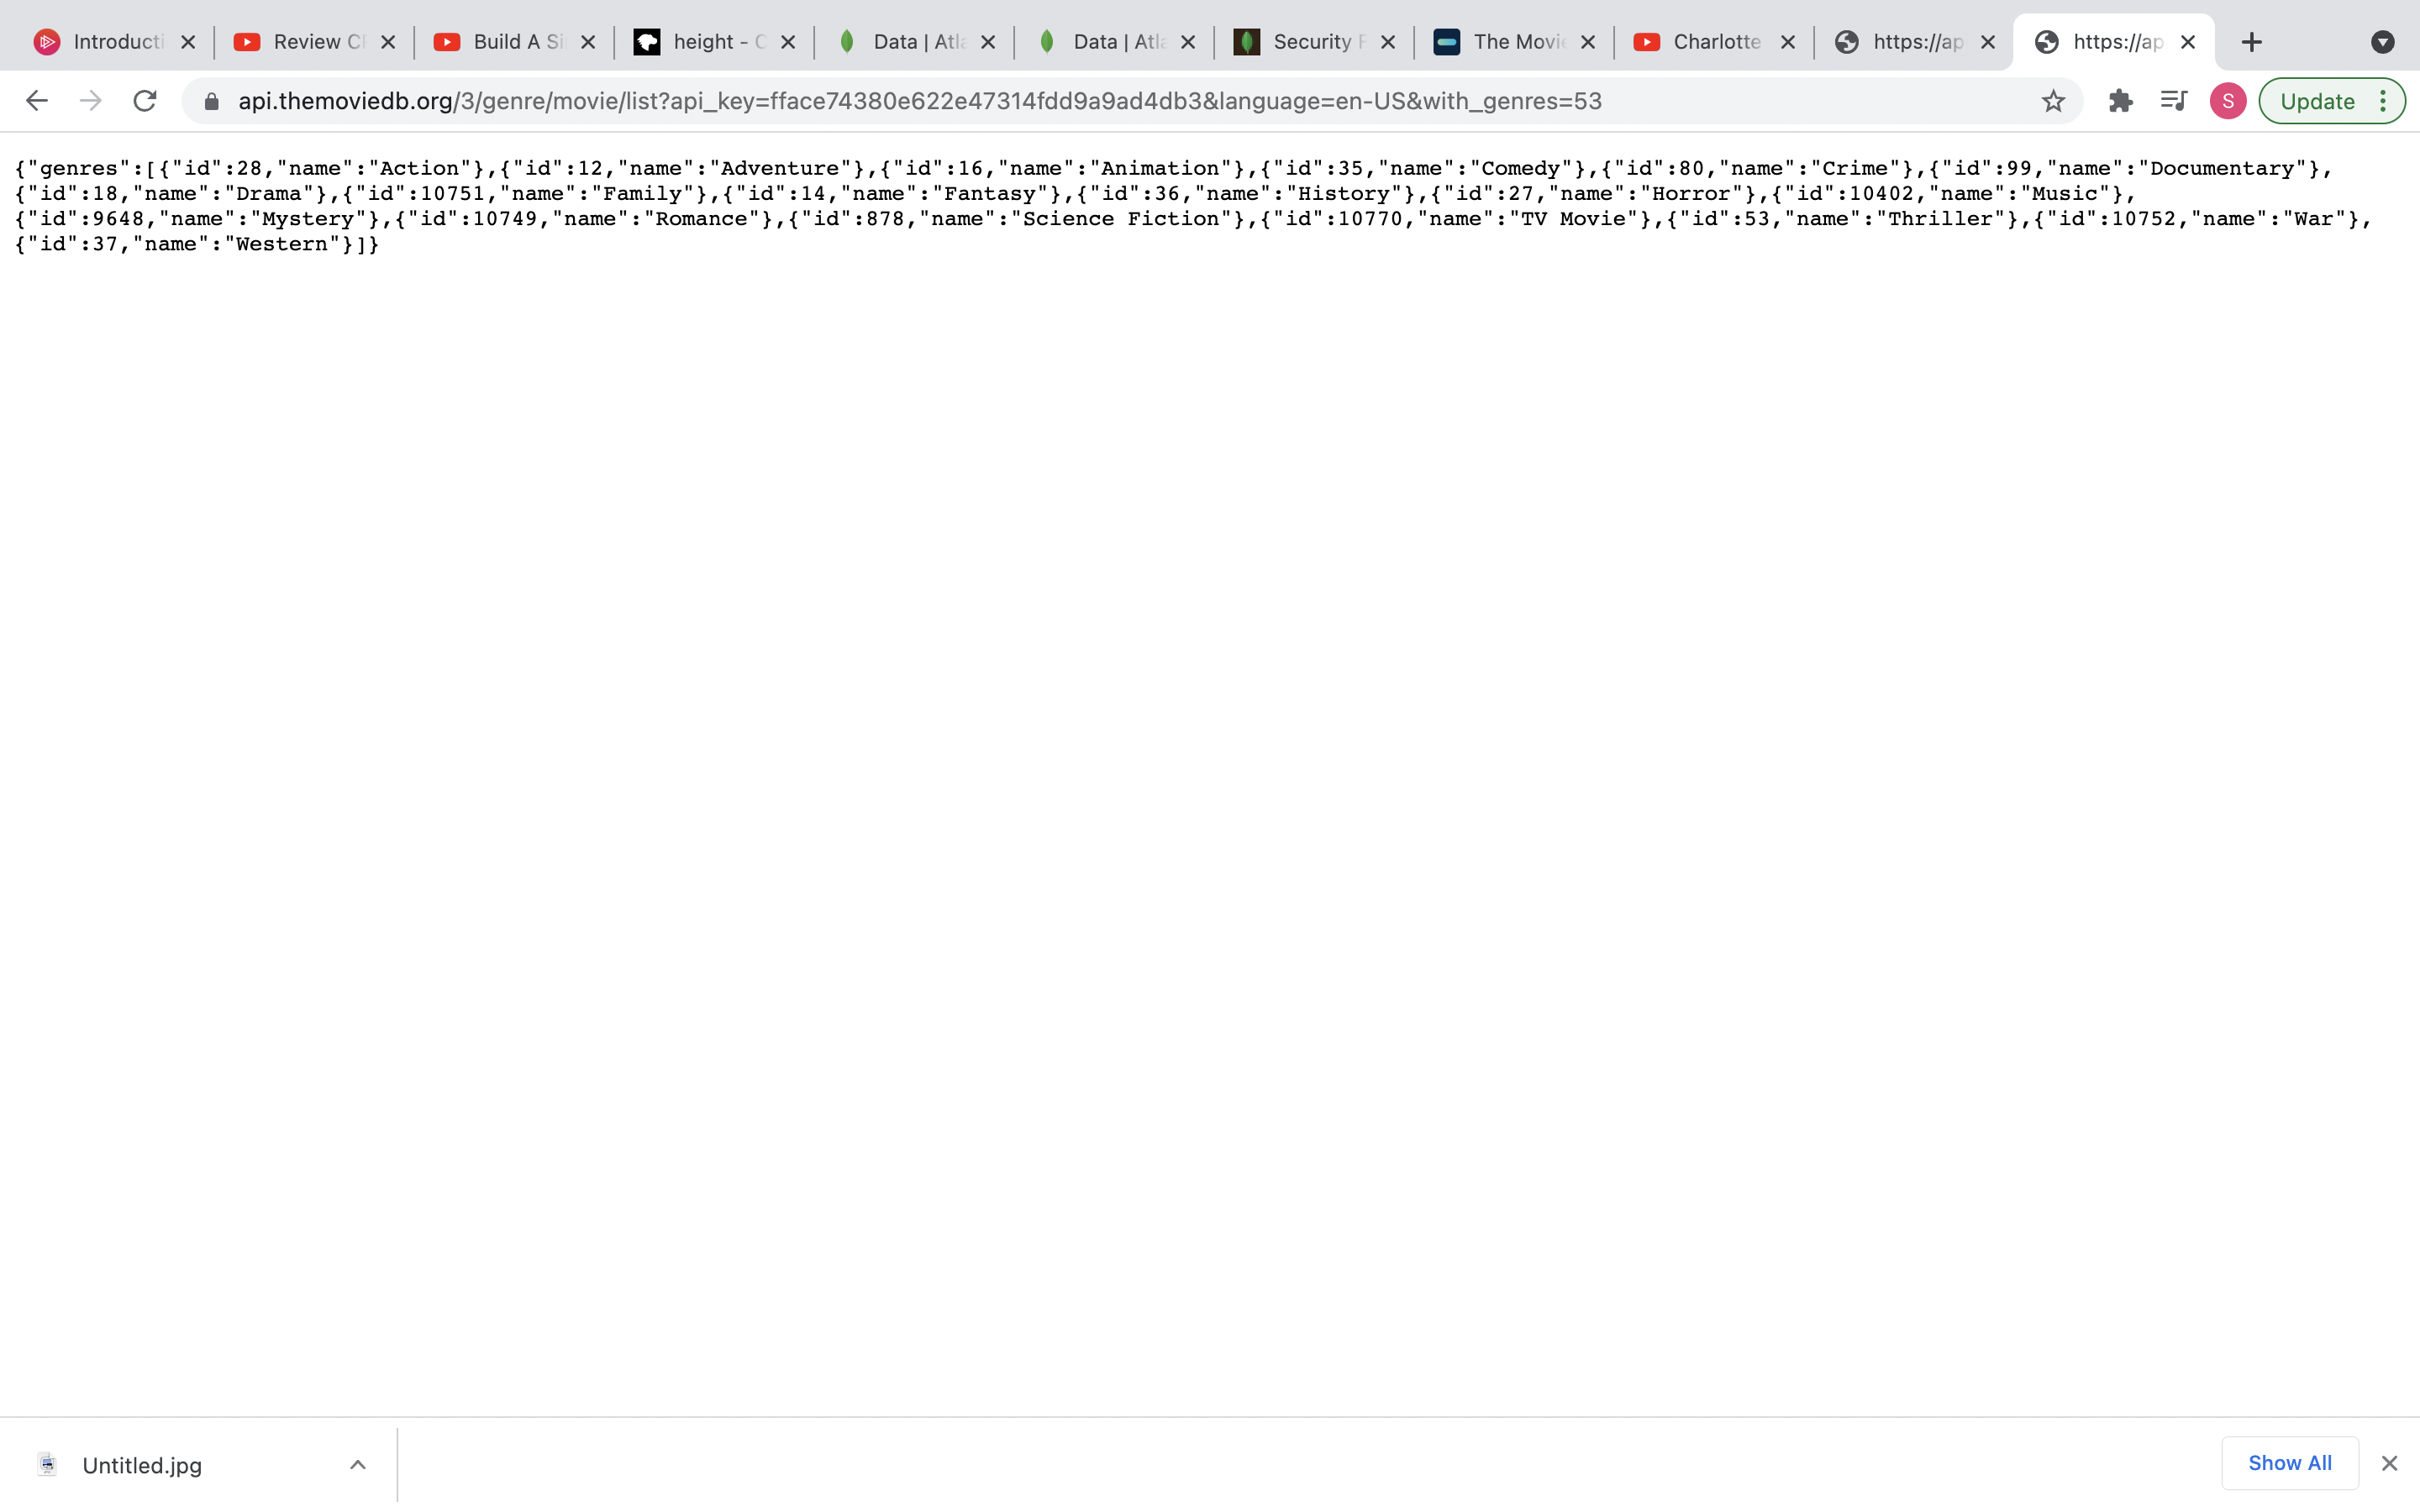 Introducti
Review CF
Build A Si
height - C
Data | Atla
Data | Atla
Security F
The Movie
Charlotte
https://ap
https://ap
api.themoviedb.org/3/genre/movie/list?api_key=fface74380e622e47314fdd9a9ad4db3&language=en-US&with_genres=53
S
Update
{"genres":[{"id":28,"name":"Action"},{"id":12,"name":"Adventure"},{"id":16,"name":"Animation"},{"id":35,"name":"Comedy"},{"id":80,"name":"Crime"},{"id":99,"name":"Documentary"},
{"id":18,"name":"Drama"},{"id":10751,"name":"Family"},{"id":14,"name":"Fantasy"},{"id":36,"name":"History"},{"id":27,"name":"Horror"},{"id":10402,"name":"Music"},
{"id":9648,"name":"Mystery"},{"id":10749,"name":"Romance"},{"id":878,"name":"Science Fiction"},{"id":10770,"name":"TV Movie"},{"id":53,"name":"Thriller"},{"id":10752,"name":"War"},
{"id":37,"name":"Western"}]}
Untitled.jpg
Show All